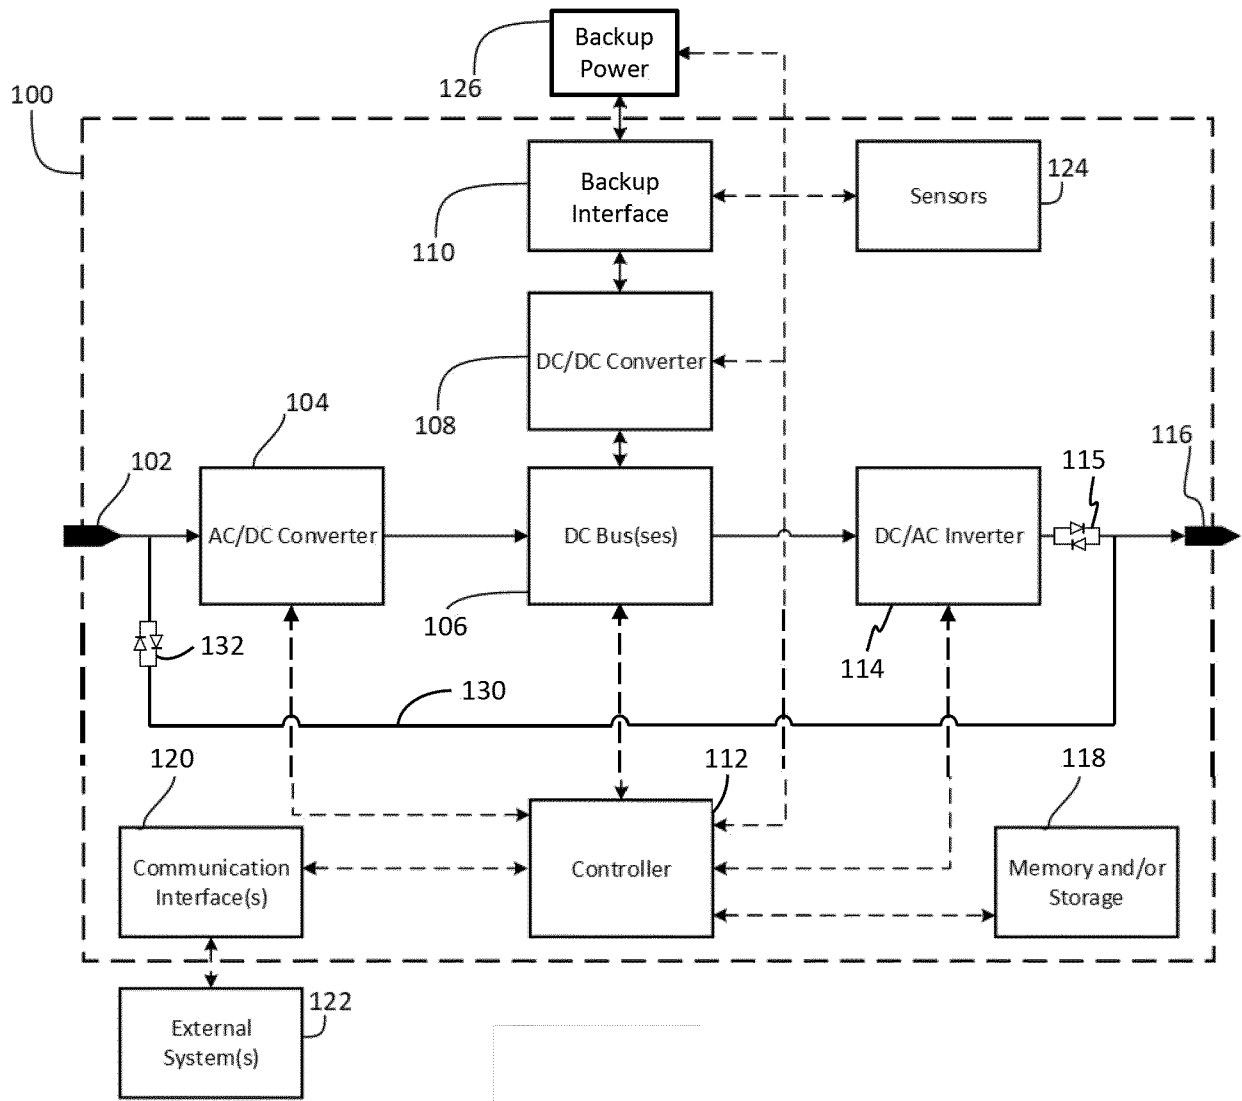 Backup
Power
126
100
Backup
Interface
110
Sensors
124
DC/DC Converter
108
104
102
AC/DC Converter
DC Bus(ses)
106
DC/AC Inverter
114
115
116
132
130
120
112
118
Communication
Interface(s)
Controller
Memory and/or
Storage
External
System(s)
122